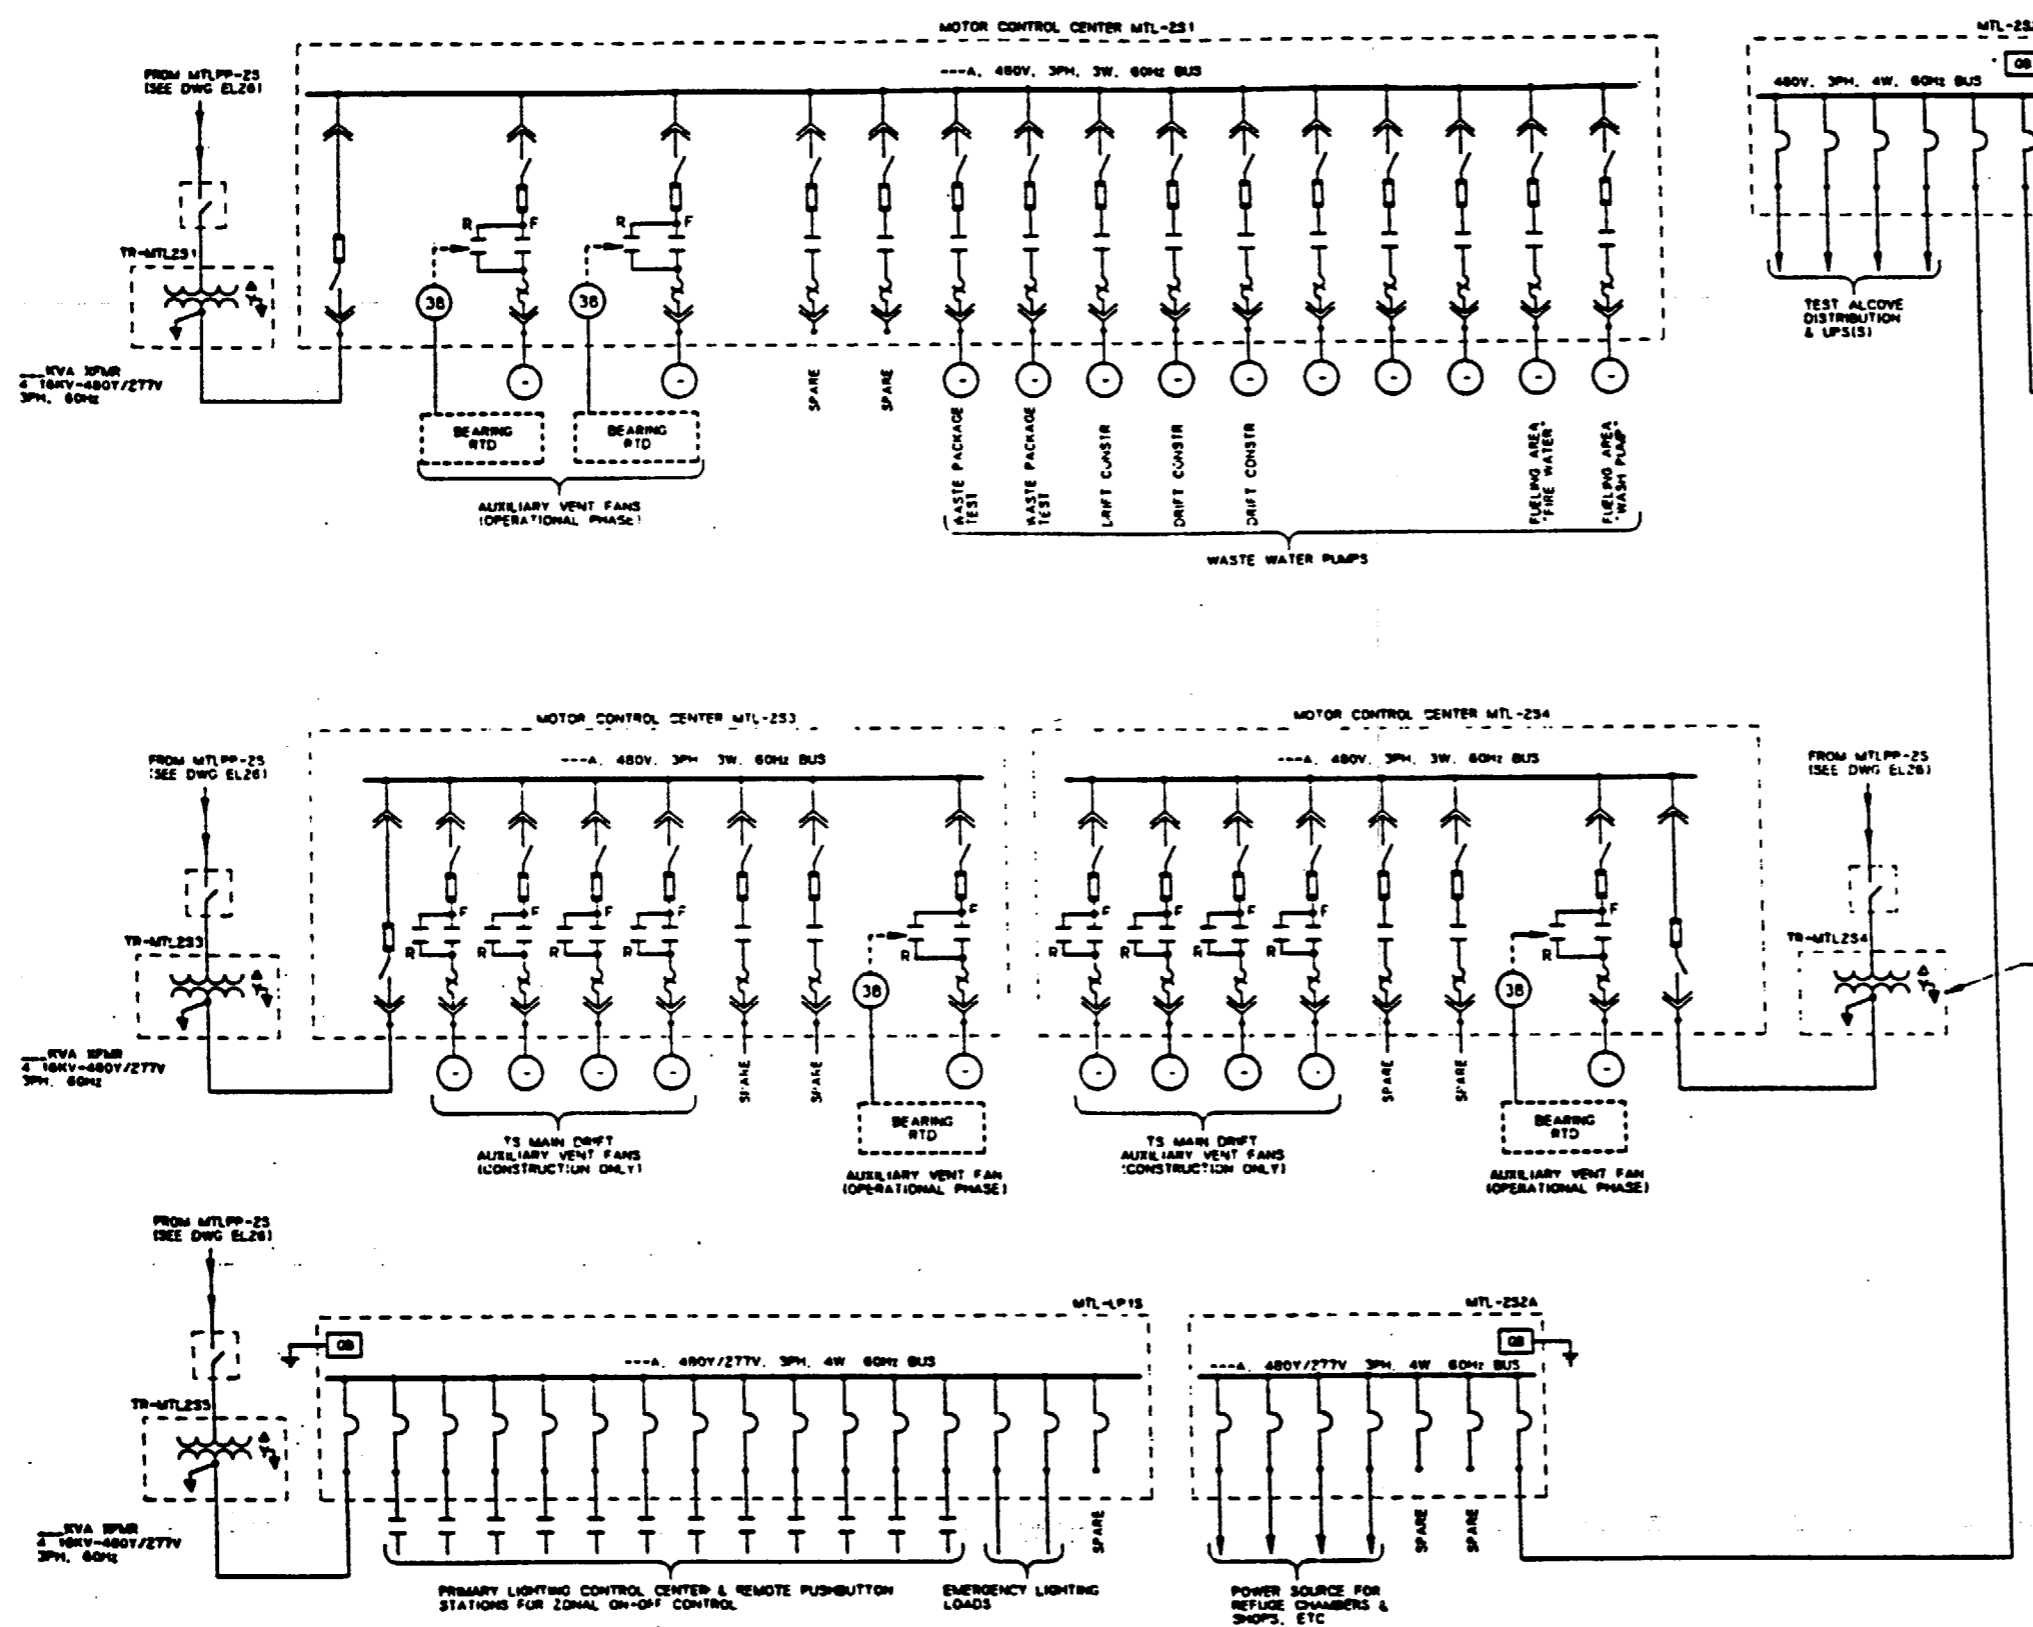 MOTOR CONTROL CENTER MTL-2S1
MTL-2S
FROM MTLPP-2S
(SEE DWG EL26)
---A, 480V, 3PH, 3W, 60Hz BUS
GB
480V, 3PH, 4W, 60Hz BUS
R
F
R
F
TR-MTL2S1
38
38
TEST ALCOVE
DISTRIBUTION
& UPS(S)
___KVA XFMR
4.16KV-480Y/277V
3PH, 60Hz
SPARE
SPARE
BEARING
RTD
BEARING
RTD
WASTE PACKAGE
TEST
WASTE PACKAGE
TEST
DRIFT CONSTR
DRIFT CONSTR
DRIFT CONSTR
FUELING AREA
"FIRE WATER"
FUELING AREA
"WASH PUMP"
AUXILIARY VENT FANS
(OPERATIONAL PHASE)
WASTE WATER PUMPS
MOTOR CONTROL CENTER MTL-2S3
MOTOR CONTROL CENTER MTL-2S4
FROM MTLPP-2S
(SEE DWG EL26)
---A, 480V, 3PH 3W, 60Hz BUS
---A, 480V, 3PH, 3W, 60Hz BUS
FROM MTLPP-2S
(SEE DWG EL26)
F
F
F
F
F
F
F
F
F
F
R
R
R
R
R
R
R
R
R
R
TR-MTL2S3
TR-MTL2S4
38
38
___KVA XFMR
4.16KV-480Y/277V
3PH, 60Hz
SPARE
SPARE
SPARE
SPARE
BEARING
RTD
BEARING
RTD
TS MAIN DRIFT
AUXILIARY VENT FANS
(CONSTRUCTION ONLY)
AUXILIARY VENT FAN
(OPERATIONAL PHASE)
TS MAIN DRIFT
AUXILIARY VENT FANS
(CONSTRUCTION ONLY)
AUXILIARY VENT FAN
(OPERATIONAL PHASE)
FROM MTLPP-2S
(SEE DWG EL26)
MTL-LP1S
MTL-2S2A
GB
GB
---A, 480Y/277V, 3PH, 4W 60Hz BUS
---A, 480Y/277V 3PH, 4W 60Hz BUS
TR-MTL2S5
___KVA XFMR
4.16KV-480Y/277V
3PH, 60Hz
SPARE
SPARE
SPARE
PRIMARY LIGHTING CONTROL CENTER & REMOTE PUSHBUTTON
STATIONS FOR ZONAL ON-OFF CONTROL
EMERGENCY LIGHTING
LOADS
POWER SOURCE FOR
REFUGE CHAMBERS &
SHOPS, ETC